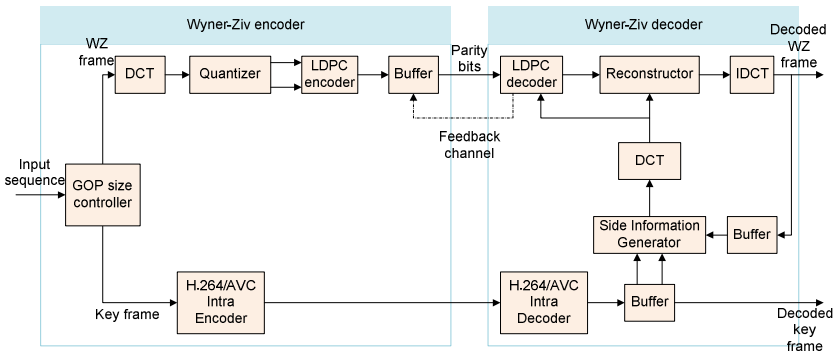 Wyner-Ziv encoder
Wyner-Ziv decoder
WZ
frame
DCT
Quantizer
LDPC
encoder
Buffer
Parity
bits
LDPC
decoder
Reconstructor
IDCT
Decoded
WZ
frame
Feedback
channel
DCT
Input
sequence
GOP size
controller
Side Information
Generator
Buffer
Key frame
H.264/AVC
Intra
Encoder
H.264/AVC
Intra
Decoder
Buffer
Decoded
key
frame